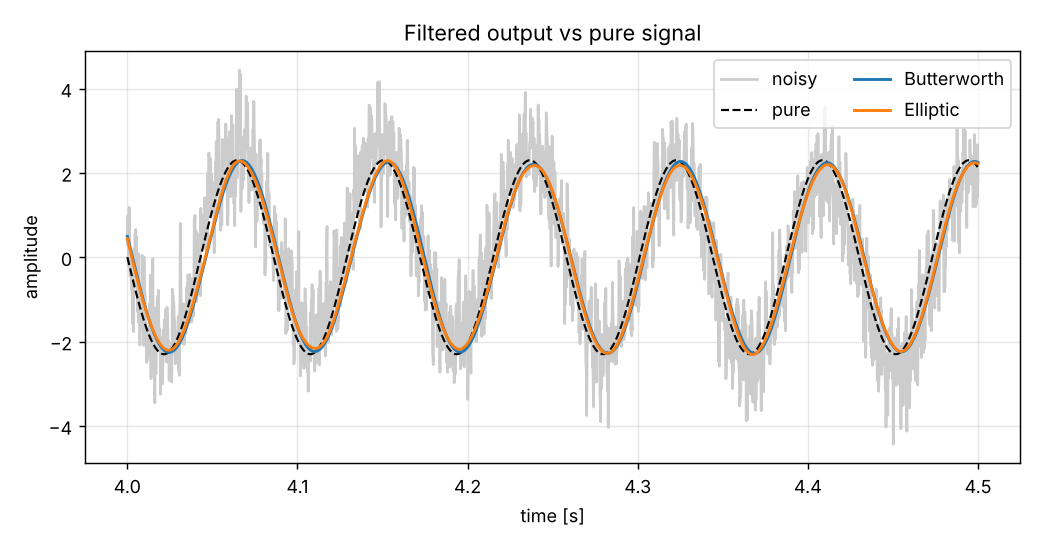 Filtered output vs pure signal
noisy
pure
Butterworth
Elliptic
amplitude
4
2
0
−2
−4
4.0
4.1
4.2
4.3
4.4
4.5
time [s]